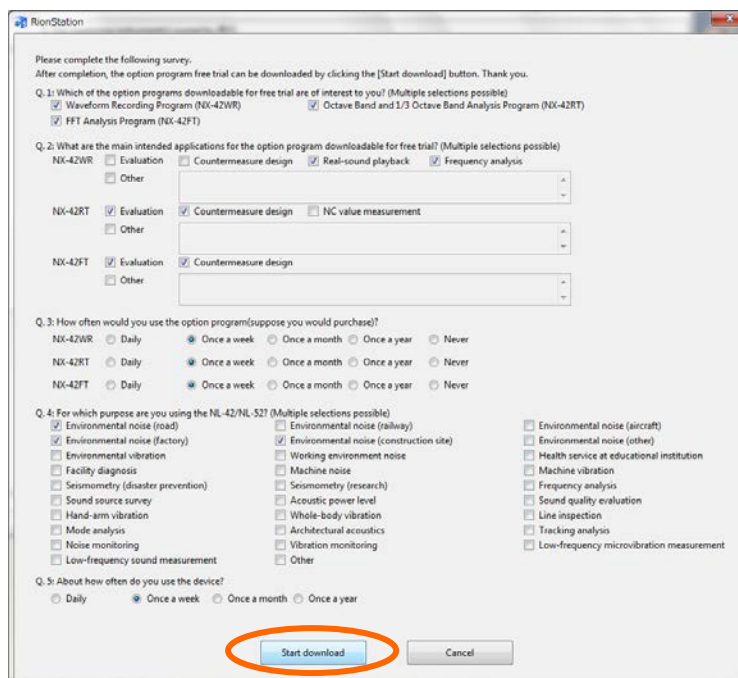 RionStation
Please complete the following survey.
After completion, the option program free trial can be downloaded by clicking the [Start download] button. Thank you.
Q. 1: Which of the option programs downloadable for free trial are of interest to you? (Multiple selections possible)
Waveform Recording Program (NX-42WR) Octave Band and 1/3 Octave Band Analysis Program (NX-42RT)
FFT Analysis Program (NX-42FT)
Q. 2: What are the main intended applications for the option program downloadable for free trial? (Multiple selections possible)
NX-42WR Evaluation Countermeasure design Real-sound playback Frequency analysis
Other
NX-42RT Evaluation Countermeasure design NC value measurement
Other
NX-42FT Evaluation Countermeasure design
Other
Q. 3: How often would you use the option program(suppose you would purchase)?
NX-42WR Daily Once a week Once a month Once a year Never
NX-42RT Daily Once a week Once a month Once a year Never
NX-42FT Daily Once a week Once a month Once a year Never
Q. 4: For which purpose are you using the NL-42/NL-52? (Multiple selections possible)
Environmental noise (road) Environmental noise (railway) Environmental noise (aircraft)
Environmental noise (factory) Environmental noise (construction site) Environmental noise (other)
Environmental vibration Working environment noise Health service at educational institution
Facility diagnosis Machine noise Machine vibration
Seismometry (disaster prevention) Seismometry (research) Frequency analysis
Sound source survey Acoustic power level Sound quality evaluation
Hand-arm vibration Whole-body vibration Line inspection
Mode analysis Architectural acoustics Tracking analysis
Noise monitoring Vibration monitoring Low-frequency microvibration measurement
Low-frequency sound measurement Other
Q. 5: About how often do you use the device?
Daily Once a week Once a month Once a year
Start download Cancel